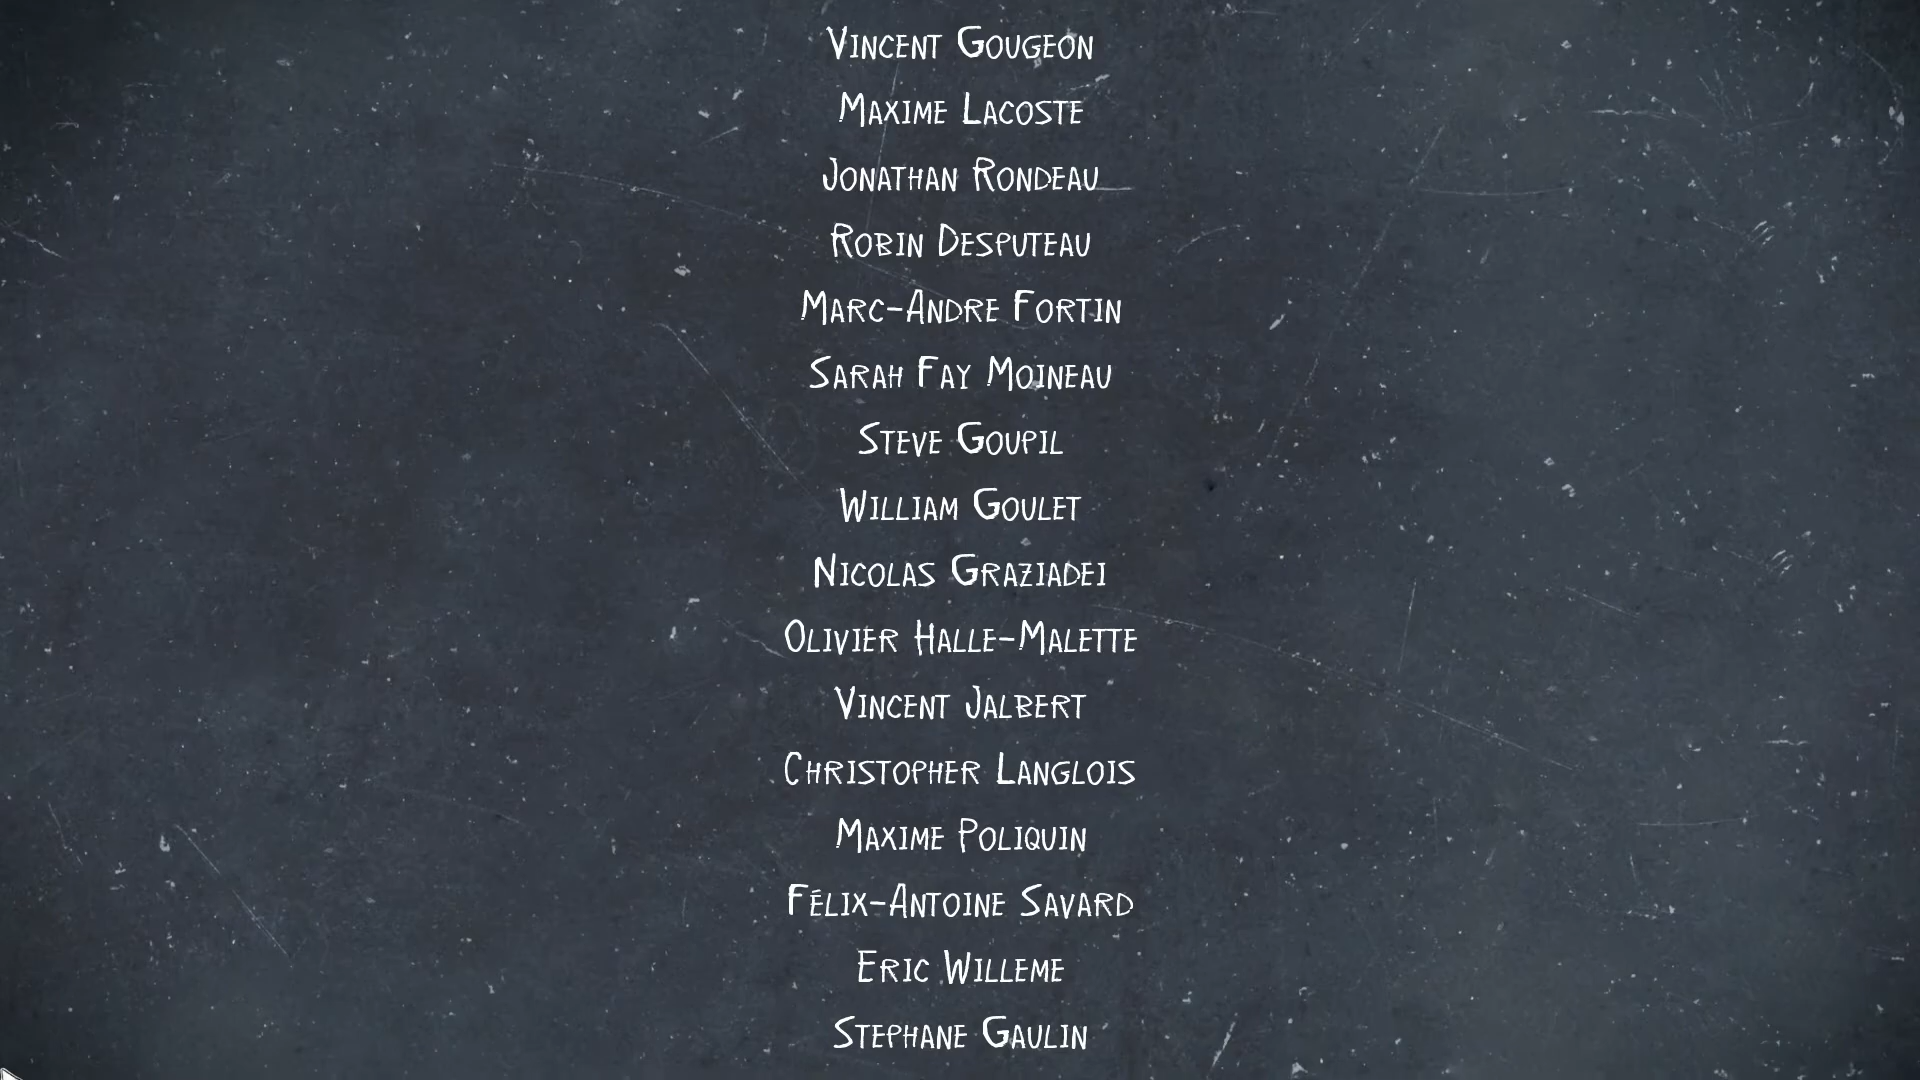 Vincent Gougeon
Maxime Lacoste
Jonathan Rondeau
Robin Desputeau
Marc-Andre Fortin
Sarah Fay Moineau
Steve Goupil
William Goulet
Nicolas Graziadei
Olivier Halle-Malette
Vincent Jalbert
Christopher Langlois
Maxime Poliquin
Félix-Antoine Savard
Eric Willeme
Stephane Gaulin